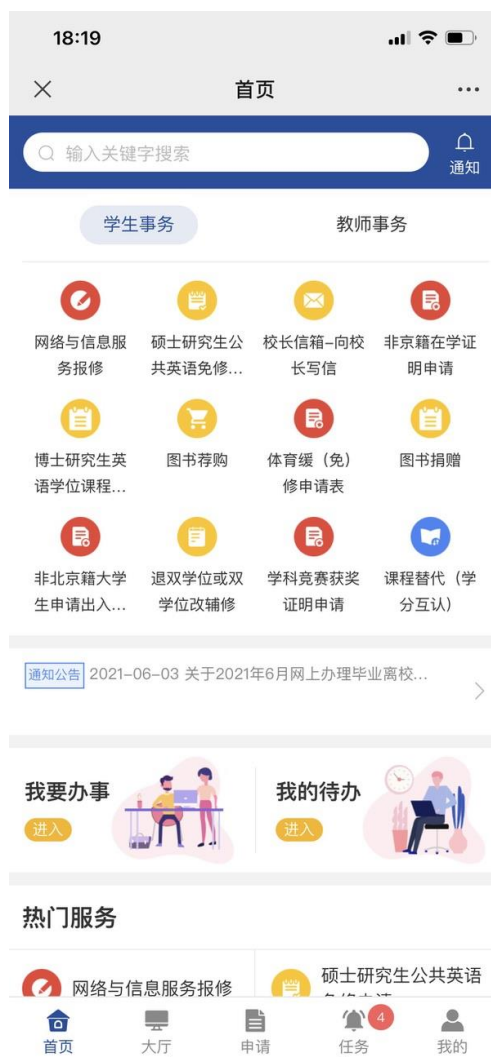 18:19
首页
输入关键字搜索
通知
学生事务
教师事务
网络与信息服
务报修
硕士研究生公
共英语免修...
校长信箱-向校
长写信
非京籍在学证
明申请
博士研究生英
语学位课程...
图书荐购
体育缓（免）
修申请表
图书捐赠
非北京籍大学
生申请出入...
退双学位或双
学位改辅修
学科竞赛获奖
证明申请
课程替代（学
分互认）
通知公告 2021-06-03 关于2021年6月网上办理毕业离校...
我要办事
进入
我的待办
进入
热门服务
网络与信息服务报修
硕士研究生公共英语
首页
大厅
申请
4
任务
我的